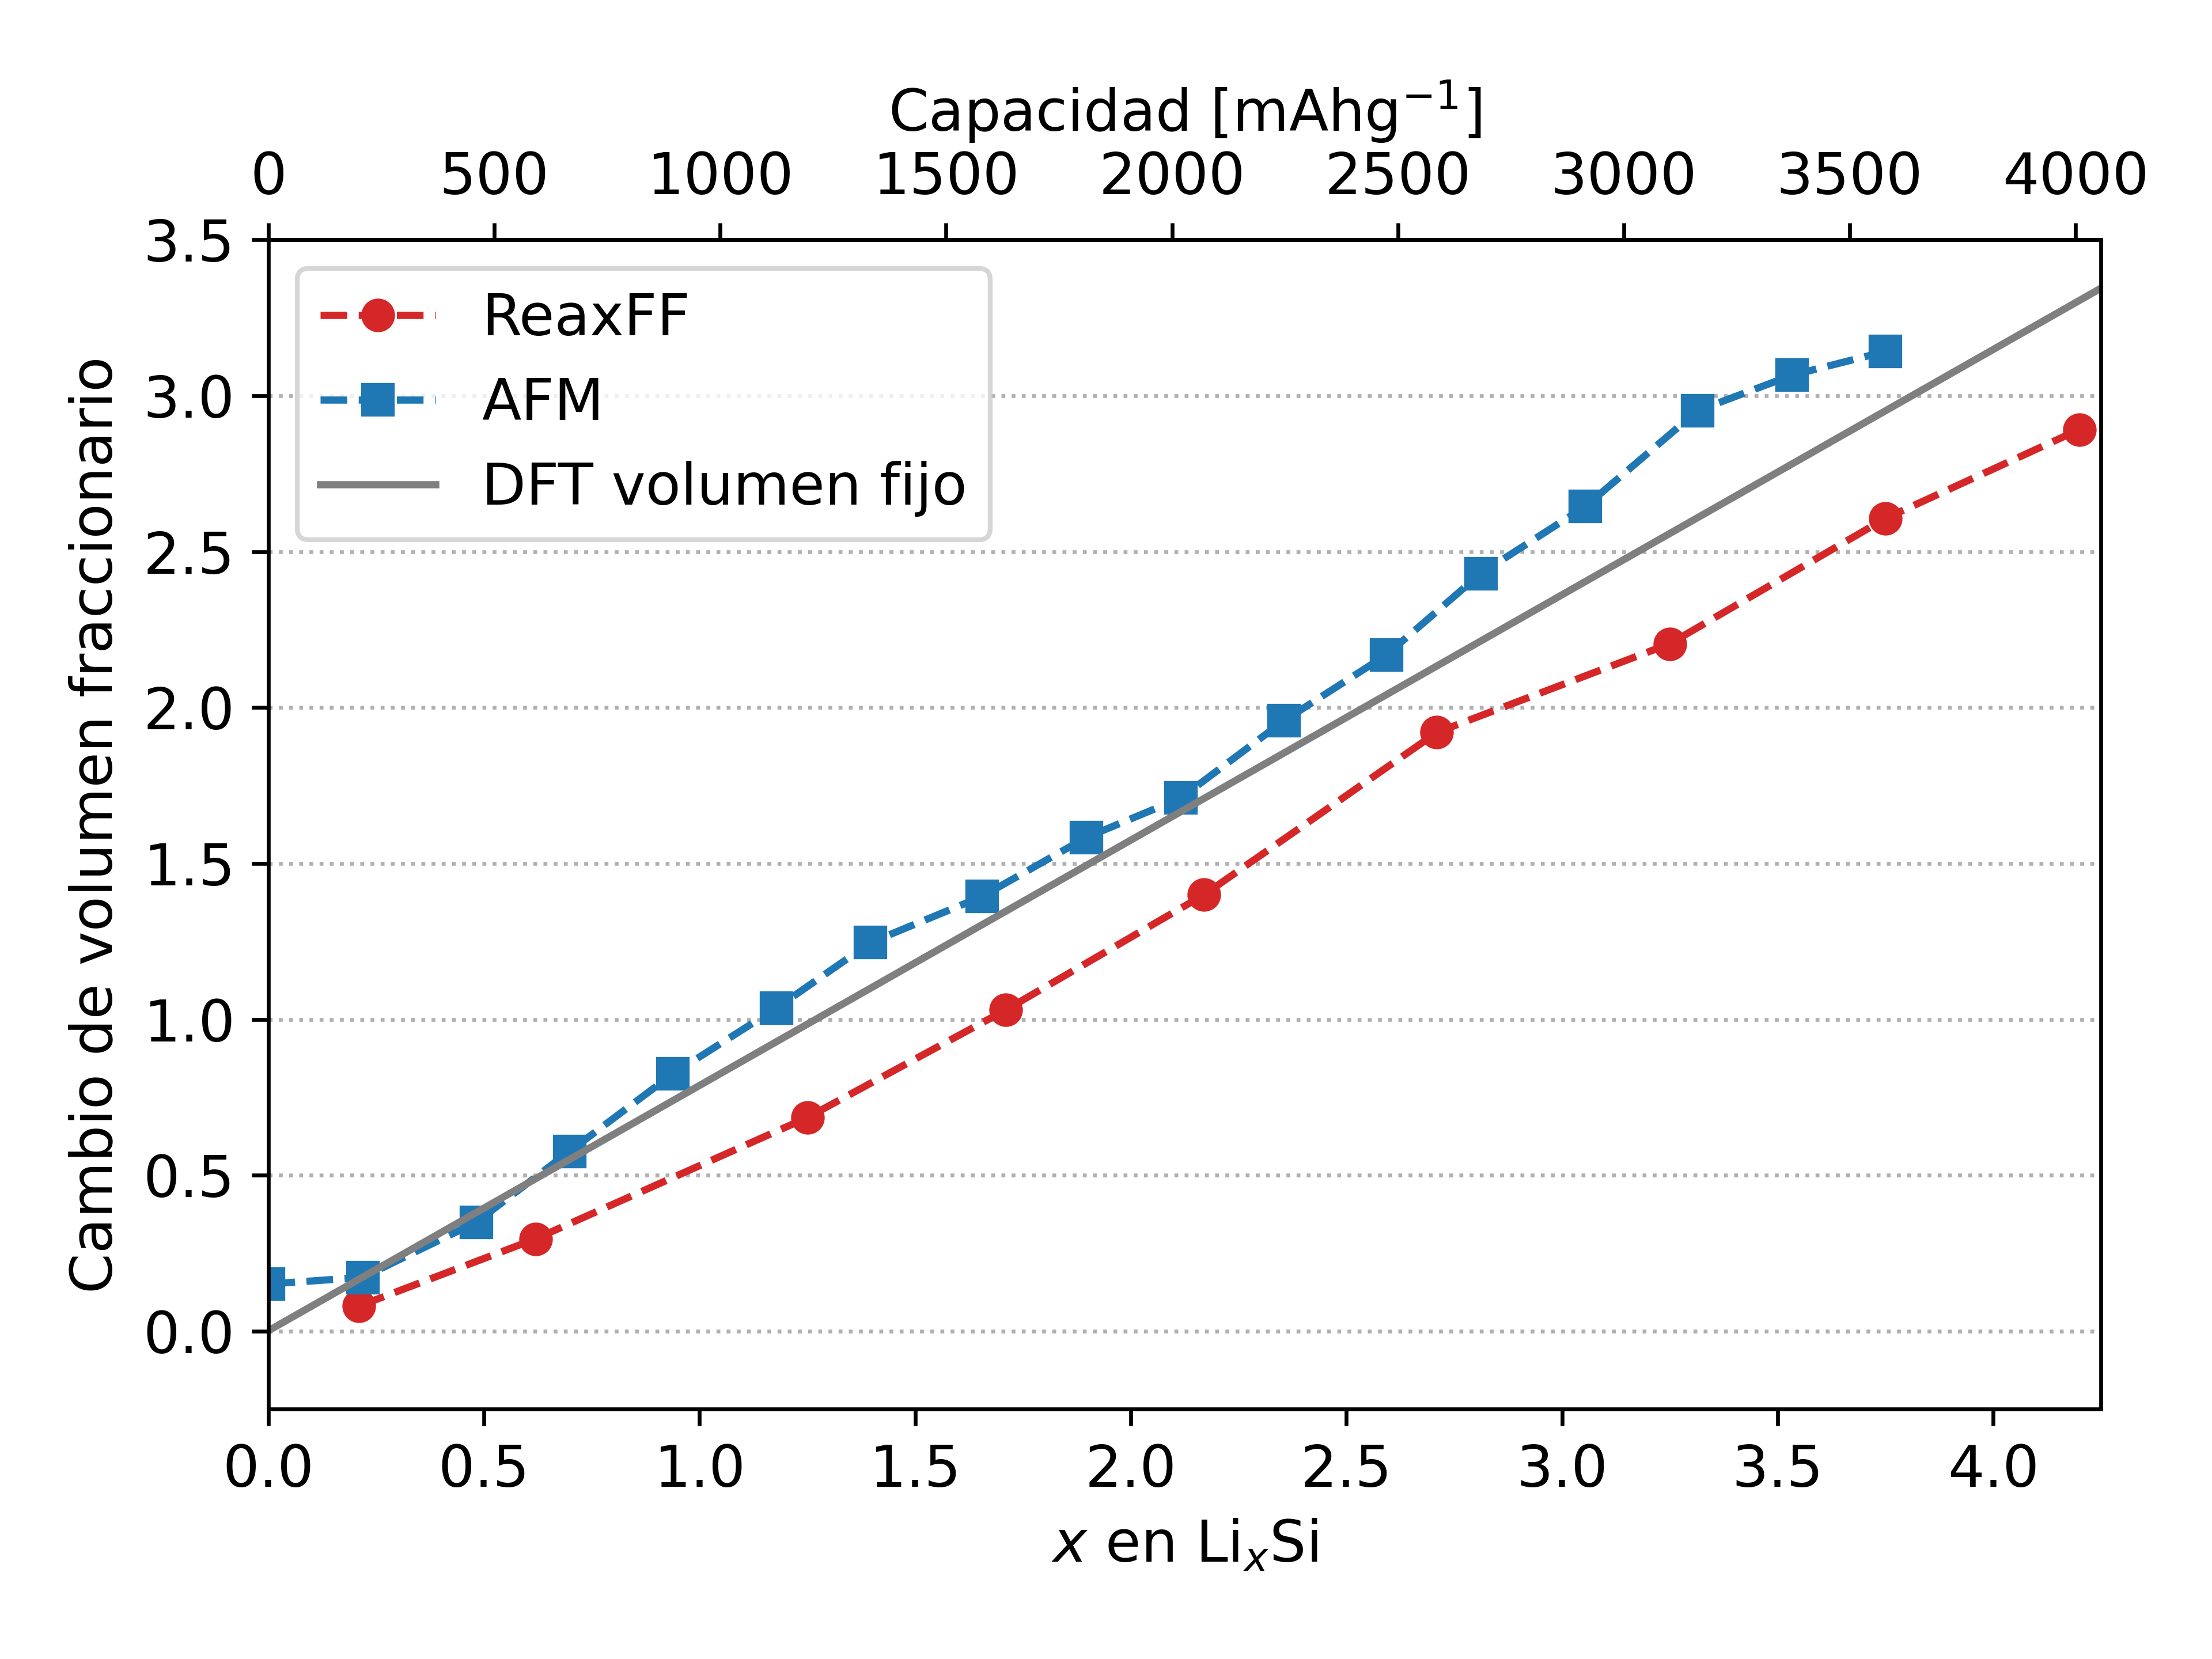 Capacidad [mAhg⁻¹]
0 500 1000 1500 2000 2500 3000 3500 4000
3.5
3.0
2.5
2.0
1.5
1.0
0.5
0.0
Cambio de volumen fraccionario
ReaxFF
AFM
DFT volumen fijo
0.0 0.5 1.0 1.5 2.0 2.5 3.0 3.5 4.0
x en LiₓSi